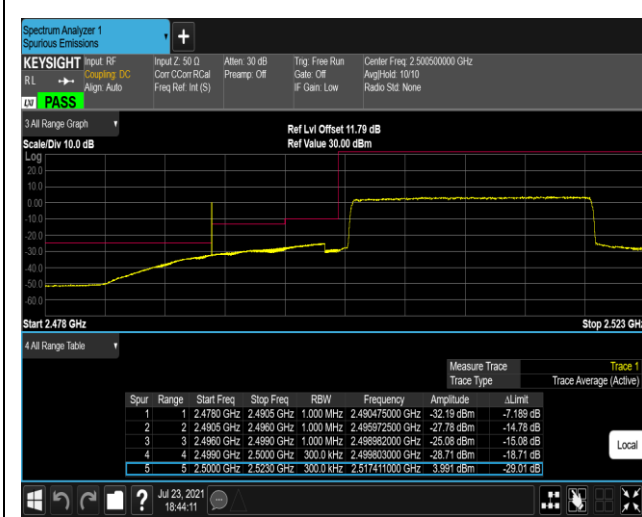 Spectrum Analyzer 1
Spurious Emissions
+
KEYSIGHT Input: RF Input Z: 50 Ω Atten: 30 dB Trig: Free Run Center Freq: 2.500500000 GHz
RL Coupling: DC Corr CCorr RCal Preamp: Off Gate: Off Avg|Hold: 10/10
Align: Auto Freq Ref: Int (S) IF Gain: Low Radio Std: None
LXI PASS
3 All Range Graph
Ref Lvl Offset 11.79 dB
Scale/Div 10.0 dB Ref Value 30.00 dBm
Log
20.0
10.0
0.00
-10.0
-20.0
-30.0
-40.0
-50.0
-60.0
Start 2.478 GHz Stop 2.523 GHz
4 All Range Table
Measure Trace Trace 1
Trace Type Trace Average (Active)
Spur Range Start Freq Stop Freq RBW Frequency Amplitude ΔLimit
1 1 2.4780 GHz 2.4905 GHz 1.000 MHz 2.490475000 GHz -32.19 dBm -7.189 dB
2 2 2.4905 GHz 2.4960 GHz 1.000 MHz 2.495972500 GHz -27.78 dBm -14.78 dB
3 3 2.4960 GHz 2.4990 GHz 1.000 MHz 2.498982000 GHz -25.08 dBm -15.08 dB
4 4 2.4990 GHz 2.5000 GHz 300.0 kHz 2.499803000 GHz -28.71 dBm -18.71 dB
5 5 2.5000 GHz 2.5230 GHz 300.0 kHz 2.517411000 GHz 3.991 dBm -29.01 dB
Local
? Jul 23, 2021
18:44:11